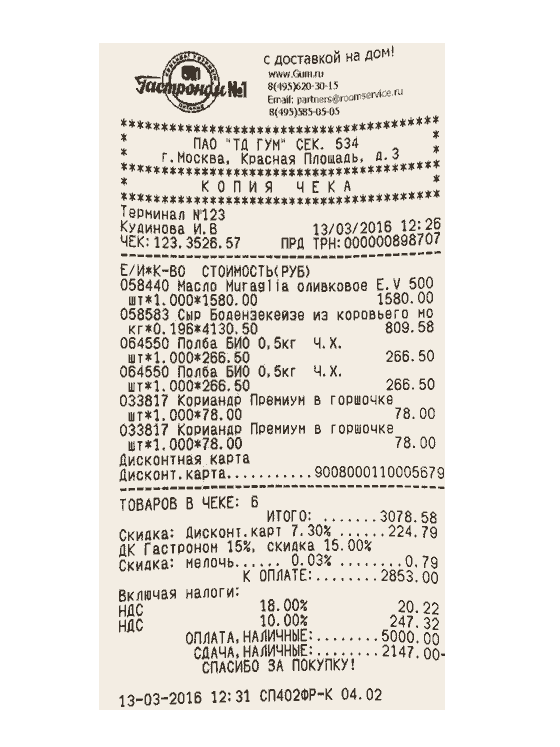 с доставкой на дом!
Гастроном №1
www.Gum.ru
8(495)620-30-15
Email: partners@roomservice.ru
8(495)585-05-05
****************************************
* ПАО "ТД ГУМ" СЕК. 534 *
* г.Москва, Красная Площадь, д.3 *
****************************************
* КОПИЯ ЧЕКА *
****************************************
Терминал №123
Кудинова И.В 13/03/2016 12:26
ЧЕК:123.3526.57 ПРД ТРН:000000898707
Е/И*К-ВО СТОИМОСТЬ(РУБ)
058440 Масло Muraglia оливковое E.V 500
шт*1.000*1580.00 1580.00
058583 Сыр Бодензекейзе из коровьего мо
кг*0.196*4130.50 809.58
064550 Полба БИО 0,5кг Ч.Х.
шт*1.000*266.50 266.50
064550 Полба БИО 0,5кг Ч.Х.
шт*1.000*266.50 266.50
033817 Кориандр Премиум в горшочке
шт*1.000*78.00 78.00
033817 Кориандр Премиум в горшочке
шт*1.000*78.00 78.00
Дисконтная карта
Дисконт.карта...........9008000110005679
ТОВАРОВ В ЧЕКЕ: 6
ИТОГО: .......3078.58
Скидка: Дисконт.карт 7.30% ......224.79
ДК Гастроном 15%, скидка 15.00%
Скидка: мелочь...... 0.03% ........0.79
К ОПЛАТЕ:........2853.00
Включая налоги:
НДС 18.00% 20.22
НДС 10.00% 247.32
ОПЛАТА,НАЛИЧНЫЕ:........5000.00
СДАЧА,НАЛИЧНЫЕ:........2147.00-
СПАСИБО ЗА ПОКУПКУ!
13-03-2016 12:31 СП402ФР-К 04.02